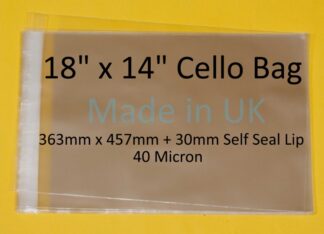 18" x 14" Cello Bag
Made in UK
363mm x 457mm + 30mm Self Seal Lip
40 Micron